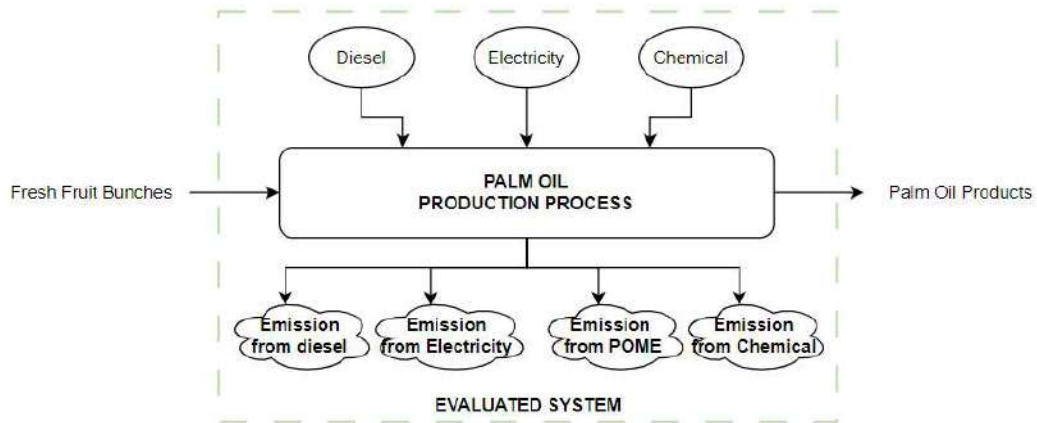 Diesel
Electricity
Chemical
Fresh Fruit Bunches
PALM OIL
PRODUCTION PROCESS
Palm Oil Products
Emission
from diesel
Emission
from Electricity
Emission
from POME
Emission
from Chemical
EVALUATED SYSTEM